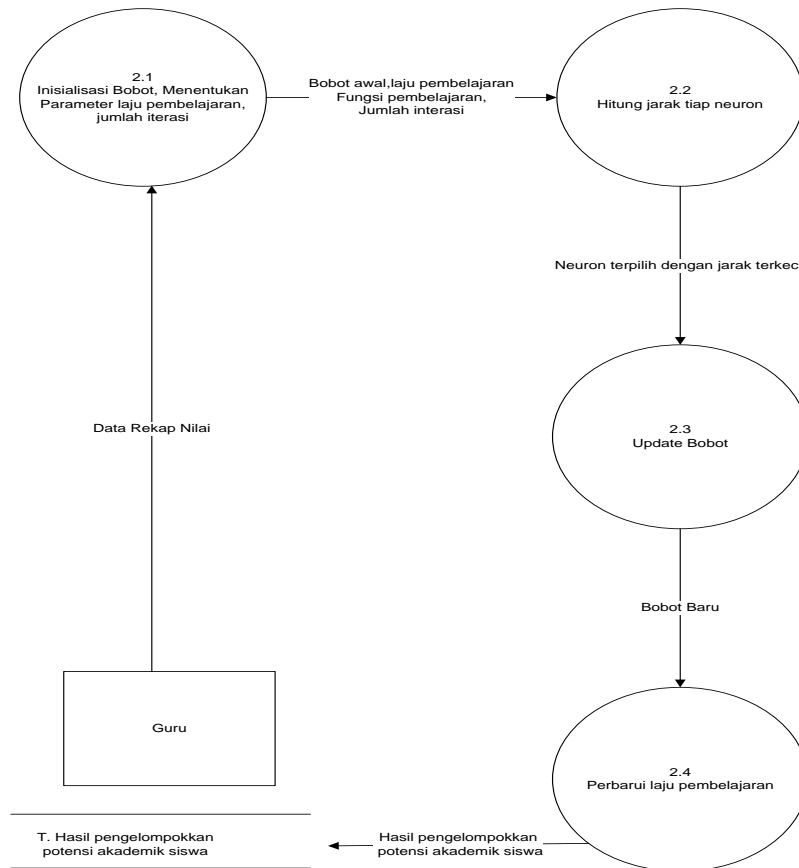 2.1
Inisialisasi Bobot, Menentukan
Parameter laju pembelajaran,
jumlah iterasi
Bobot awal,laju pembelajaran
Fungsi pembelajaran,
Jumlah interasi
2.2
Hitung jarak tiap neuron
Neuron terpilih dengan jarak terkec
2.3
Update Bobot
Data Rekap Nilai
Bobot Baru
Guru
2.4
Perbarui laju pembelajaran
T. Hasil pengelompokkan
potensi akademik siswa
Hasil pengelompokkan
potensi akademik siswa